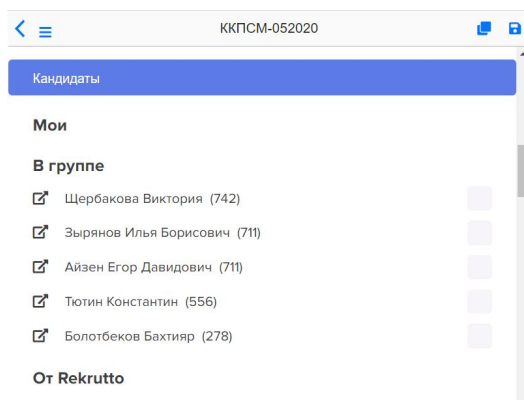 ККПСМ-052020
Кандидаты
Мои
В группе
Щербакова Виктория (742)
Зырянов Илья Борисович (711)
Айзен Егор Давидович (711)
Тютин Константин (556)
Болотбеков Бахтияр (278)
От Rekrutto